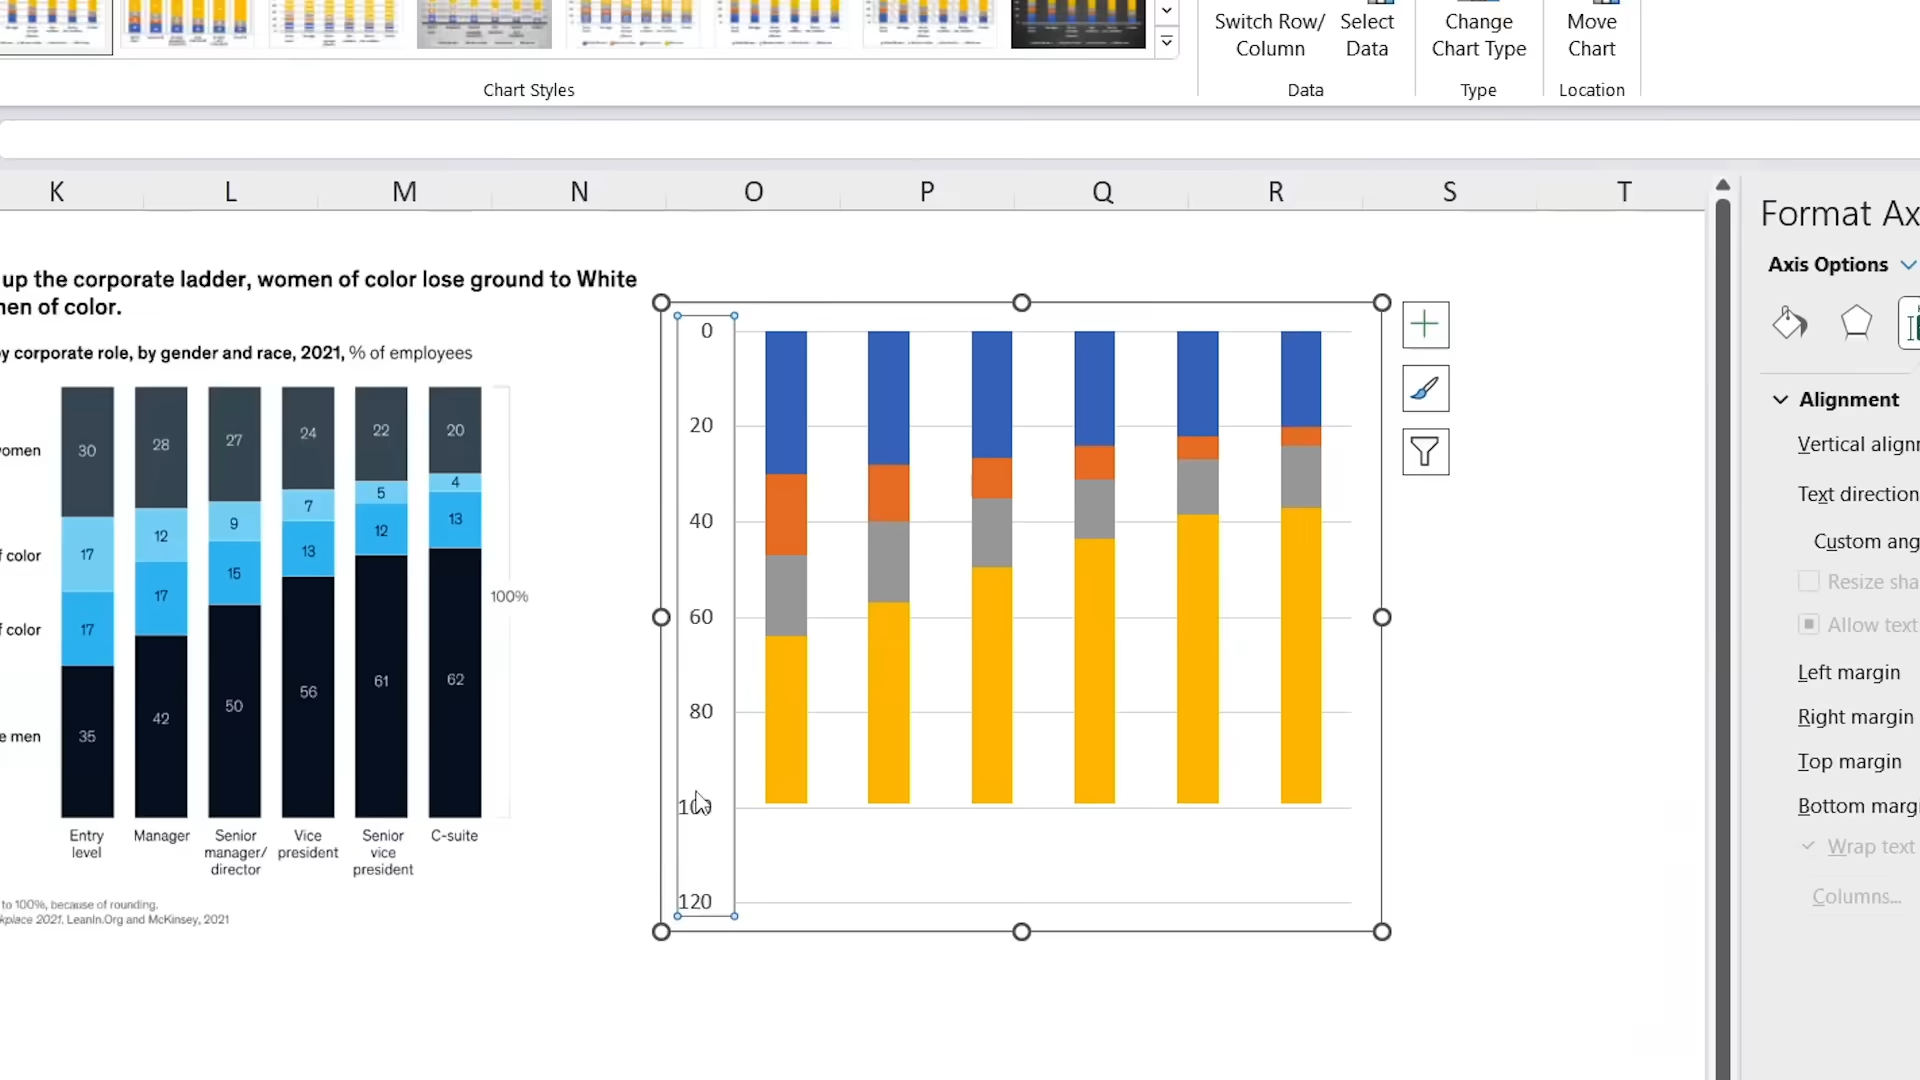 Switch Row/
Column
Select
Data
Change
Chart Type
Move
Chart
Chart Styles
Data
Type
Location
K
L
M
N
O
P
Q
R
S
T
up the corporate ladder, women of color lose ground to White
men of color.
by corporate role, by gender and race, 2021, % of employees
30
28
27
24
22
20
women
17
12
9
7
5
4
f color
17
17
15
13
12
13
f color
35
42
50
56
61
62
e men
100%
Entry
level
Manager
Senior
manager/
director
Vice
president
Senior
vice
president
C-suite
to 100%, because of rounding.
kplace 2021, LeanIn.Org and McKinsey, 2021
0
20
40
60
80
100
120
Format Ax
Axis Options
Alignment
Vertical alignm
Text direction
Custom ang
Resize sha
Allow text
Left margin
Right margin
Top margin
Bottom marg
Wrap text
Columns...